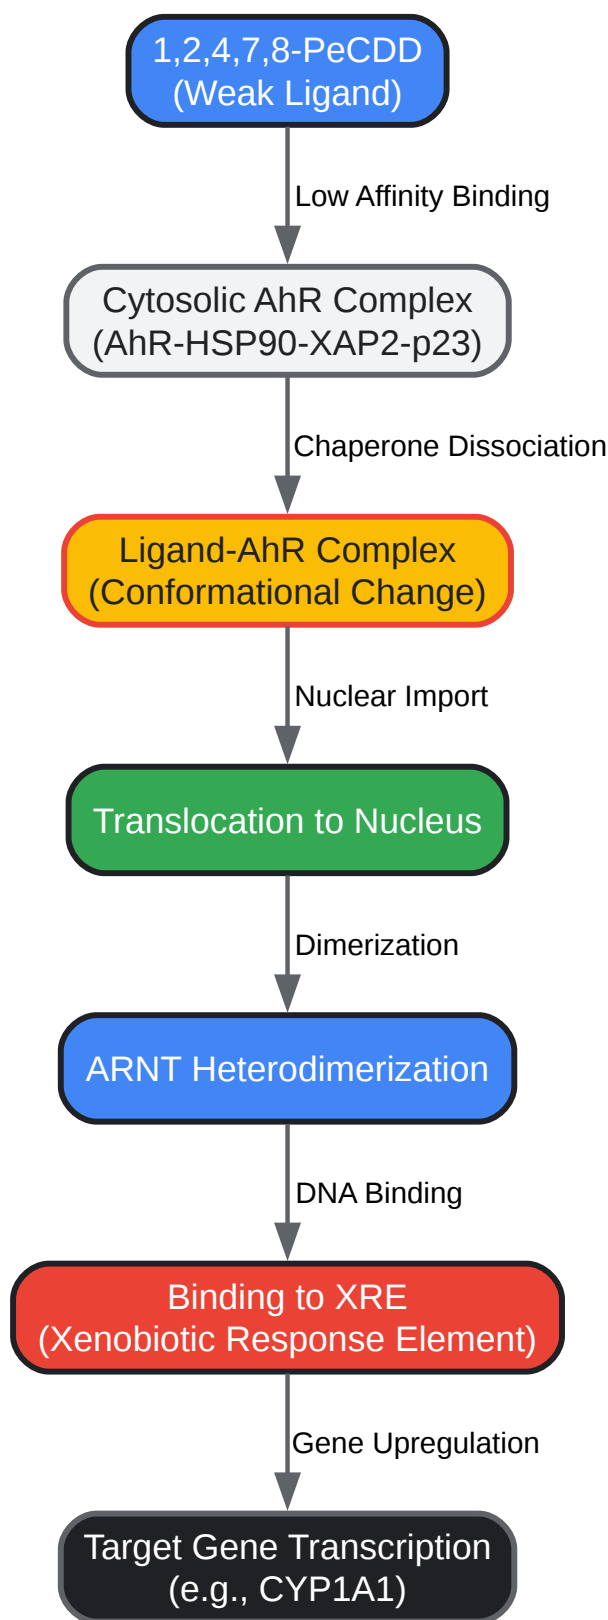 1,2,4,7,8-PeCDD
(Weak Ligand)
Low Affinity Binding
Cytosolic AhR Complex
(AhR-HSP90-XAP2-p23)
Chaperone Dissociation
Ligand-AhR Complex
(Conformational Change)
Nuclear Import
Translocation to Nucleus
Dimerization
ARNT Heterodimerization
DNA Binding
Binding to XRE
(Xenobiotic Response Element)
Gene Upregulation
Target Gene Transcription
(e.g., CYP1A1)